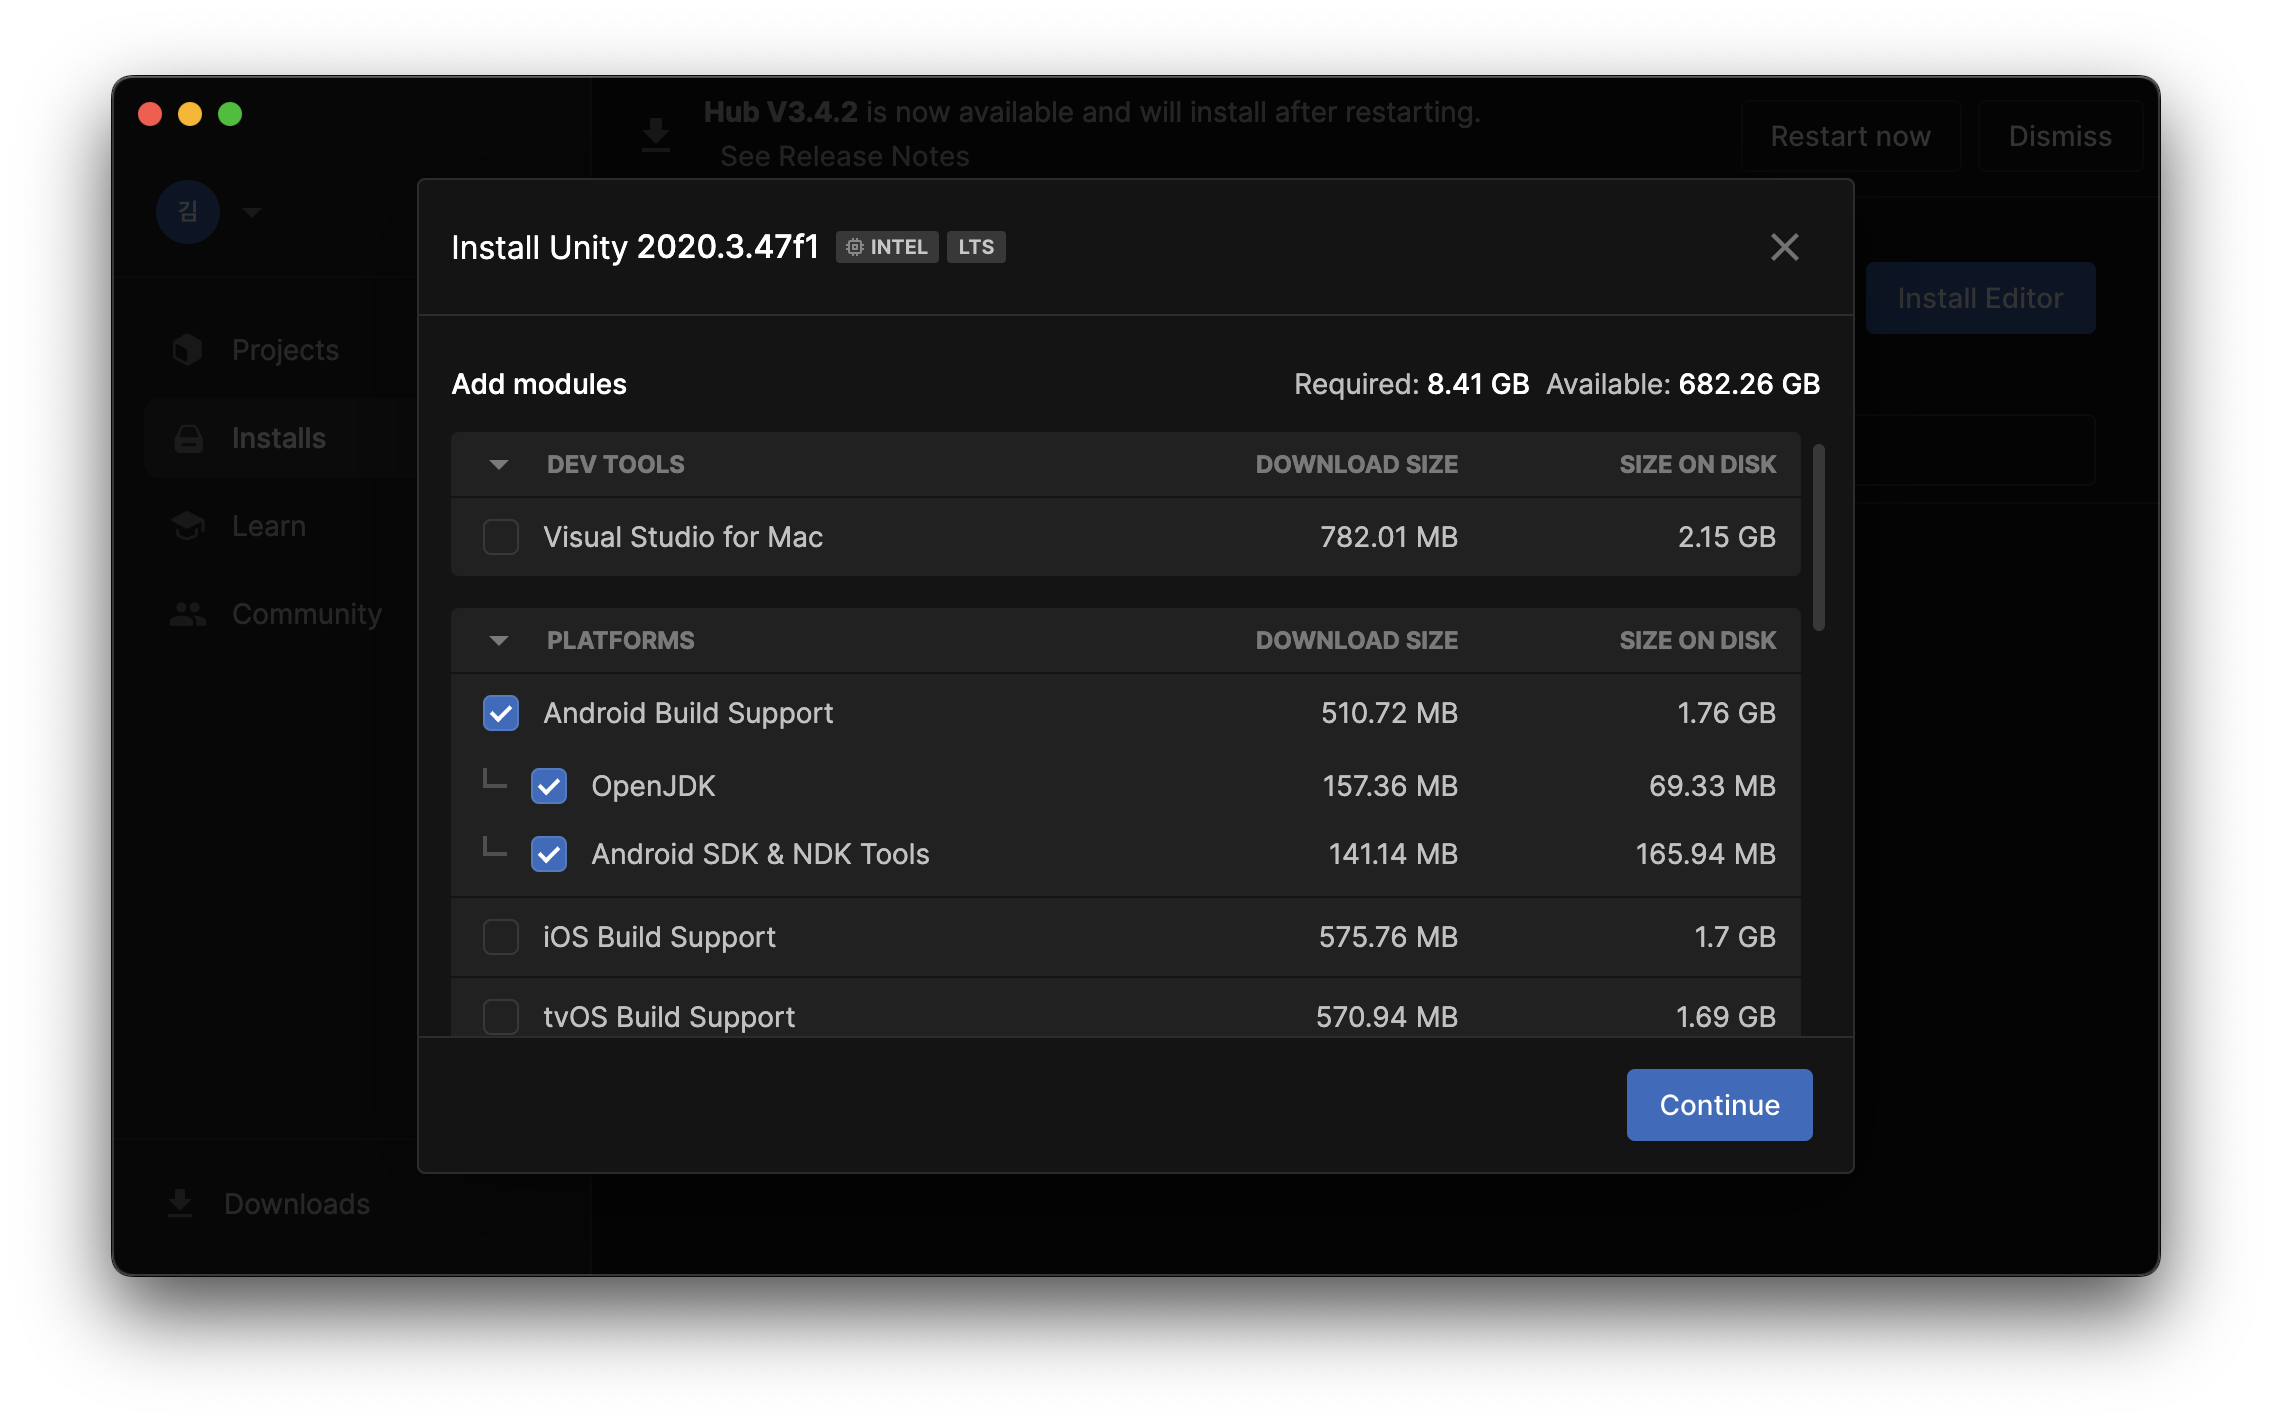 Hub V3.4.2 is now available and will install after restarting.
See Release Notes
Restart now
Dismiss
김
Install Unity 2020.3.47f1 INTEL LTS
Install Editor
Projects
Installs
Learn
Community
Downloads
Add modules
Required: 8.41 GB Available: 682.26 GB
DEV TOOLS DOWNLOAD SIZE SIZE ON DISK
Visual Studio for Mac 782.01 MB 2.15 GB
PLATFORMS DOWNLOAD SIZE SIZE ON DISK
Android Build Support 510.72 MB 1.76 GB
OpenJDK 157.36 MB 69.33 MB
Android SDK & NDK Tools 141.14 MB 165.94 MB
iOS Build Support 575.76 MB 1.7 GB
tvOS Build Support 570.94 MB 1.69 GB
Continue